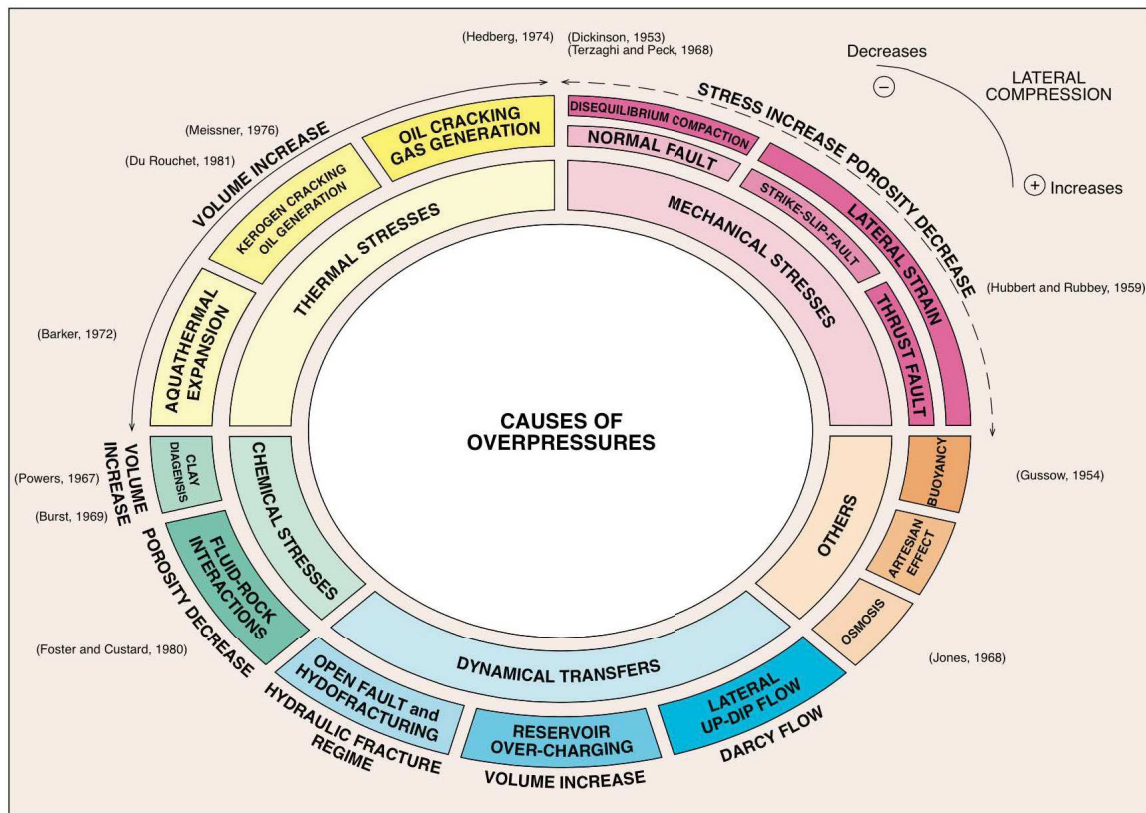 (Hedberg, 1974)
(Dickinson, 1953)
(Terzaghi and Peck, 1968)
Decreases
−
LATERAL
COMPRESSION
+
Increases
(Meissner, 1976)
(Du Rouchet, 1981)
(Barker, 1972)
(Powers, 1967)
(Burst, 1969)
(Foster and Custard, 1980)
(Hubbert and Rubbey, 1959)
(Gussow, 1954)
(Jones, 1968)
VOLUME INCREASE
OIL CRACKING
GAS GENERATION
KEROGEN CRACKING
OIL GENERATION
AQUATHERMAL
EXPANSION
THERMAL STRESSES
STRESS INCREASE POROSITY DECREASE
DISEQUILIBRIUM COMPACTION
NORMAL FAULT
STRIKE-SLIP-FAULT
LATERAL STRAIN
THRUST FAULT
MECHANICAL STRESSES
CAUSES OF
OVERPRESSURES
VOLUME
INCREASE
CLAY
DIAGENSIS
CHEMICAL STRESSES
FLUID-ROCK
INTERACTIONS
POROSITY DECREASE
OTHERS
BUOYANCY
ARTESIAN
EFFECT
OSMOSIS
DYNAMICAL TRANSFERS
OPEN FAULT and
HYDOFRACTURING
HYDRAULIC FRACTURE
REGIME
RESERVOIR
OVER-CHARGING
VOLUME INCREASE
LATERAL
UP-DIP FLOW
DARCY FLOW